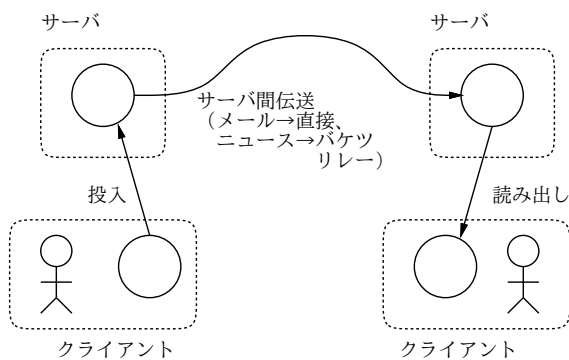 サーバ
サーバ
サーバ間伝送
（メール→直接、
ニュース→バケツ
リレー）
投入
読み出し
クライアント
クライアント